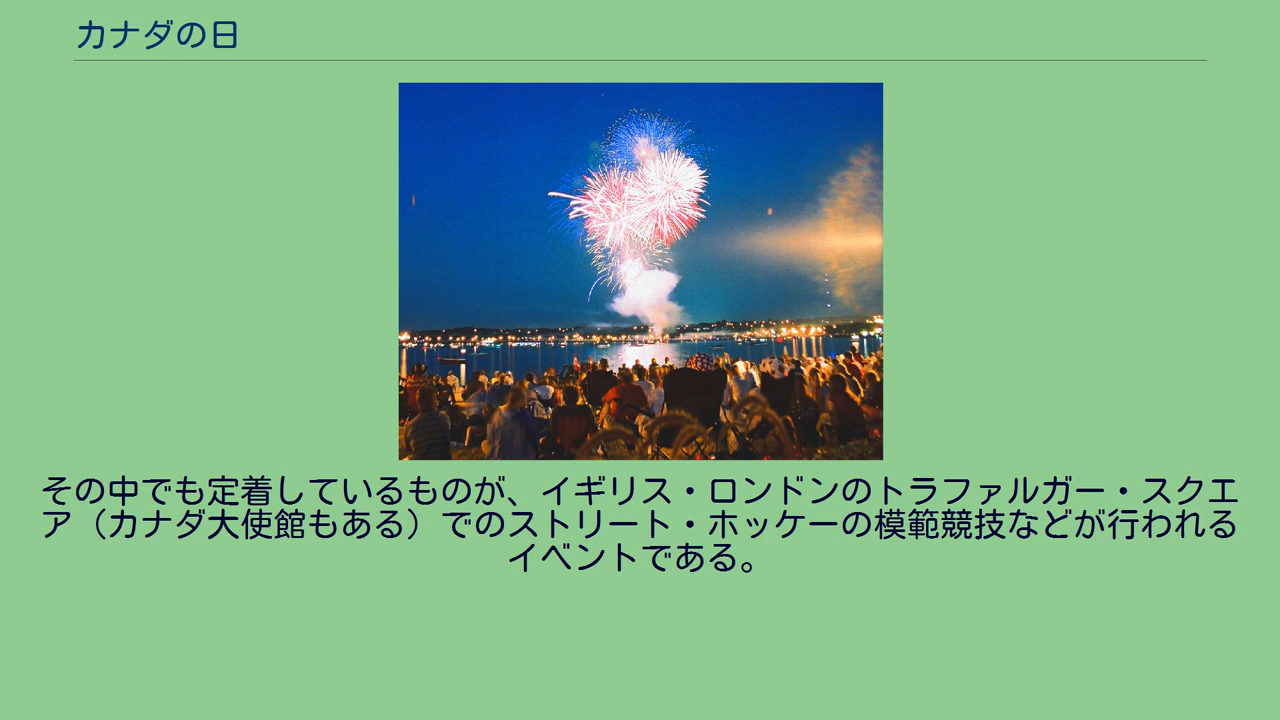 カナダの日
その中でも定着しているものが、イギリス・ロンドンのトラファルガー・スクエ
ア（カナダ大使館もある）でのストリート・ホッケーの模範競技などが行われる
イベントである。